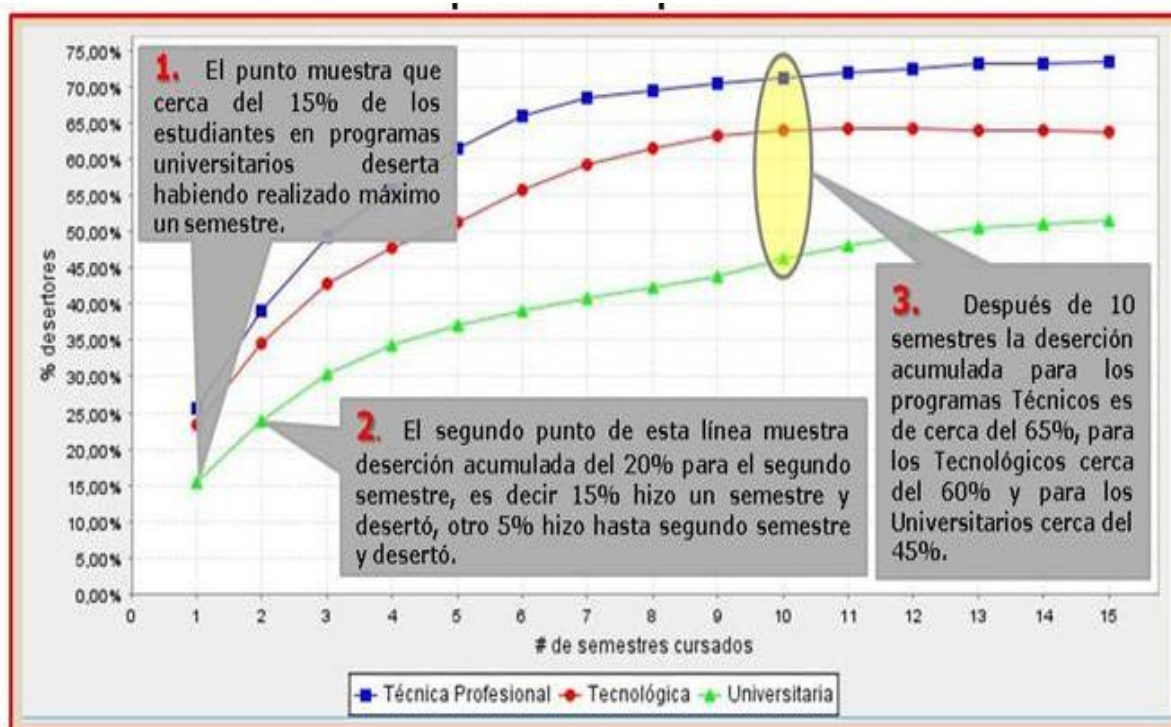 75,00%
70,00%
65,00%
60,00%
55,00%
50,00%
45,00%
40,00%
35,00%
30,00%
25,00%
20,00%
15,00%
10,00%
5,00%
0,00%
% desertores
1. El punto muestra que
cerca del 15% de los
estudiantes en programas
universitarios deserta
habiendo realizado máximo
un semestre.
2. El segundo punto de esta línea muestra
deserción acumulada del 20% para el segundo
semestre, es decir 15% hizo un semestre y
desertó, otro 5% hizo hasta segundo semestre
y desertó.
3. Después de 10
semestres la deserción
acumulada para los
programas Técnicos es
de cerca del 65%, para
los Tecnológicos cerca
del 60% y para los
Universitarios cerca del
45%.
0 1 2 3 4 5 6 7 8 9 10 11 12 13 14 15
# de semestres cursados
Técnica Profesional Tecnológica Universitaria